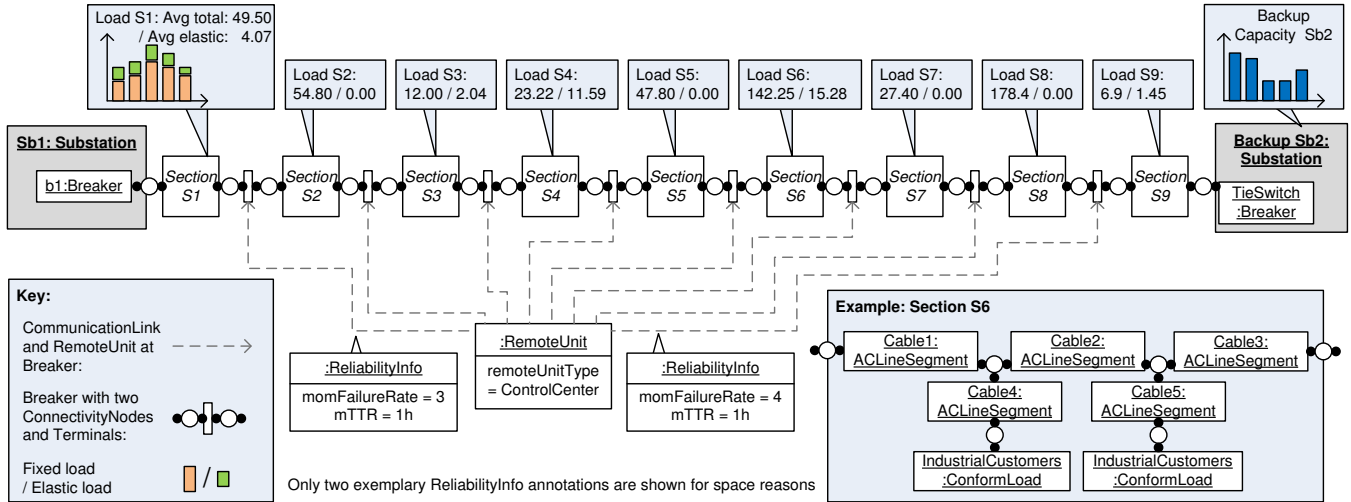 Load S1: Avg total: 49.50
/ Avg elastic: 4.07
Load S2:
54.80 / 0.00
Load S3:
12.00 / 2.04
Load S4:
23.22 / 11.59
Load S5:
47.80 / 0.00
Load S6:
142.25 / 15.28
Load S7:
27.40 / 0.00
Load S8:
178.4 / 0.00
Load S9:
6.9 / 1.45
Backup
Capacity Sb2
Sb1: Substation
b1:Breaker
Section
S1
Section
S2
Section
S3
Section
S4
Section
S5
Section
S6
Section
S7
Section
S8
Section
S9
Backup Sb2:
Substation
TieSwitch
:Breaker
Key:
CommunicationLink
and RemoteUnit at
Breaker:
Breaker with two
ConnectivityNodes
and Terminals:
Fixed load
/ Elastic load
/
:ReliabilityInfo
momFailureRate = 3
mTTR = 1h
:RemoteUnit
remoteUnitType
= ControlCenter
:ReliabilityInfo
momFailureRate = 4
mTTR = 1h
Only two exemplary ReliabilityInfo annotations are shown for space reasons
Example: Section S6
Cable1:
ACLineSegment
Cable2:
ACLineSegment
Cable3:
ACLineSegment
Cable4:
ACLineSegment
Cable5:
ACLineSegment
IndustrialCustomers
:ConformLoad
IndustrialCustomers
:ConformLoad